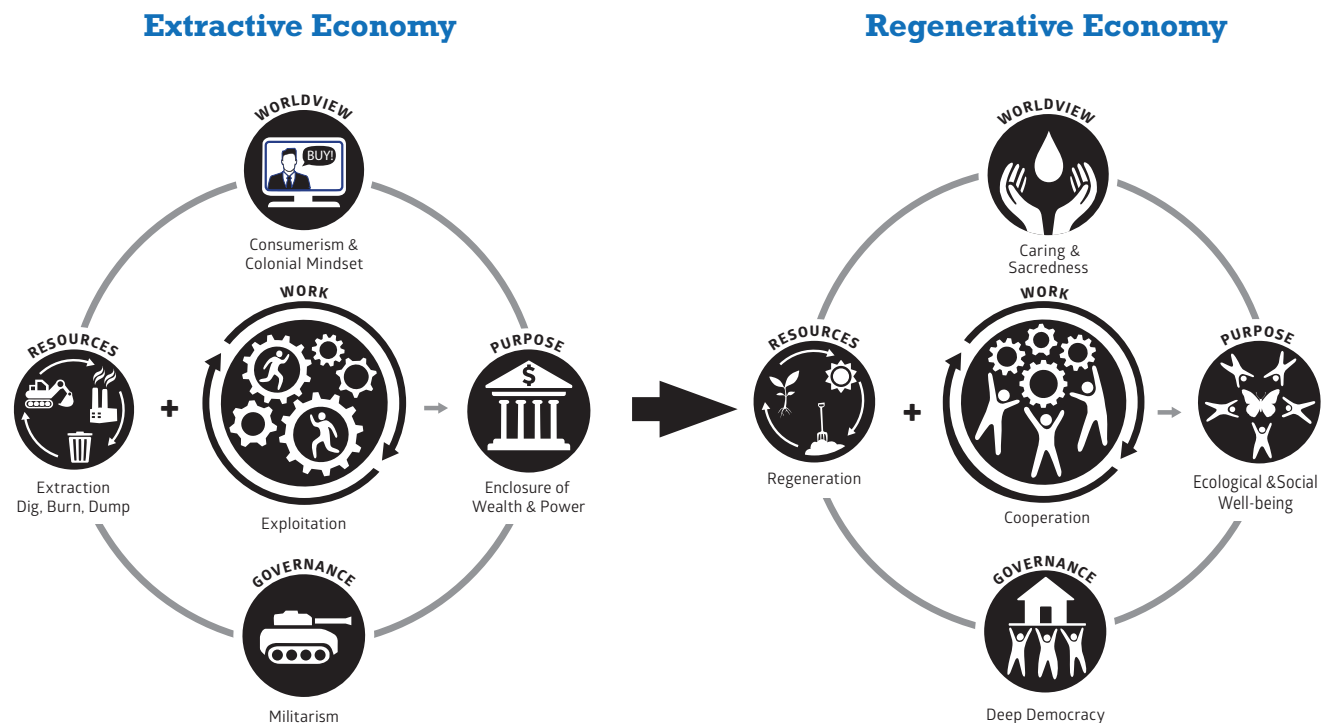 Extractive Economy
WORLDVIEW
BUY!
Consumerism &
Colonial Mindset
RESOURCES
Extraction
Dig, Burn, Dump
+
WORK
Exploitation
PURPOSE
$
Enclosure of
Wealth & Power
GOVERNANCE
Militarism
Regenerative Economy
WORLDVIEW
Caring &
Sacredness
RESOURCES
Regeneration
+
WORK
Cooperation
PURPOSE
Ecological &Social
Well-being
GOVERNANCE
Deep Democracy